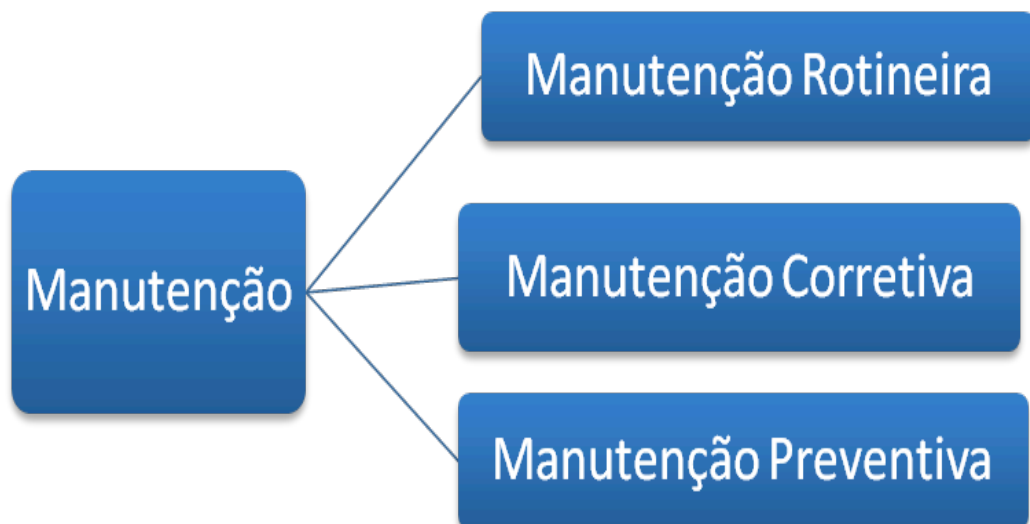 Manutenção Rotineira
Manutenção
Manutenção Corretiva
Manutenção Preventiva